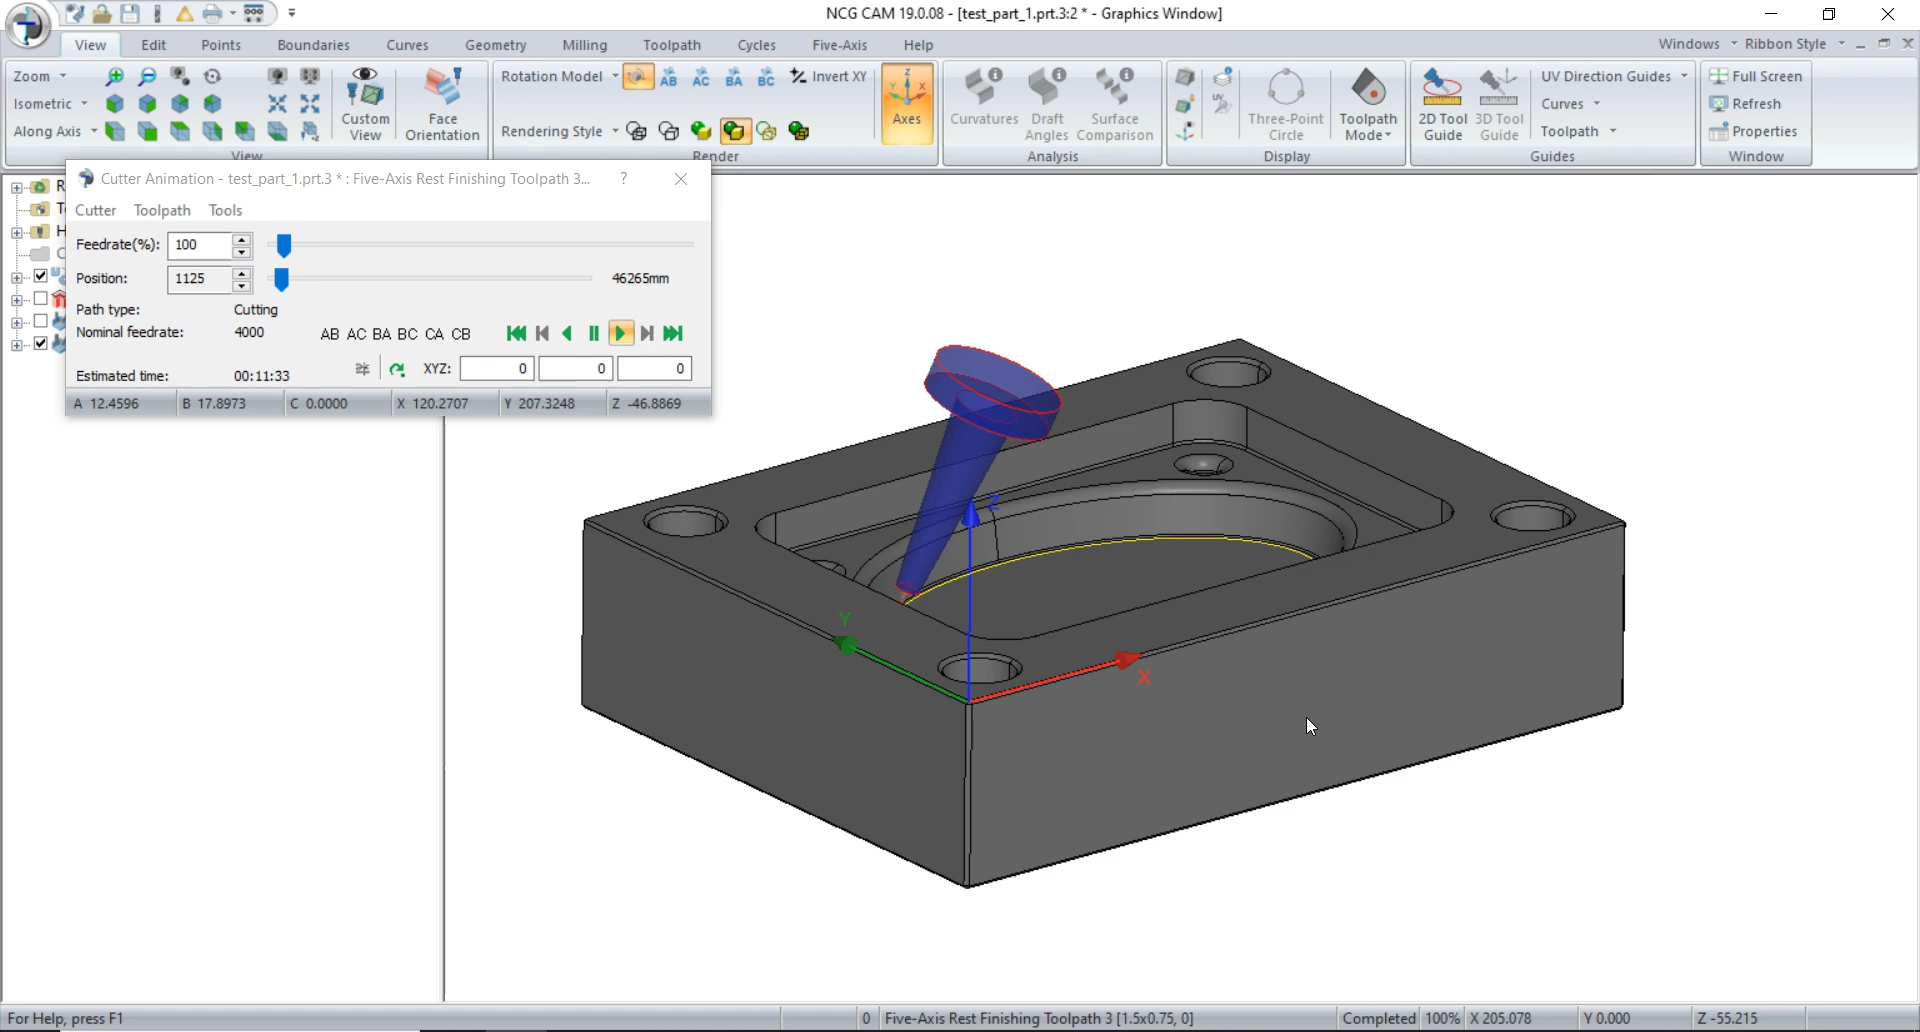 NCG CAM 19.0.08 - [test_part_1.prt.3:2 * - Graphics Window]
View Edit Points Boundaries Curves Geometry Milling Toolpath Cycles Five-Axis Help Windows Ribbon Style
Zoom
Isometric
Along Axis
Custom View
Face Orientation
View
Rotation Model AB AC BA BC Invert XY
Rendering Style
Axes
Render
Curvatures
Draft Angles
Surface Comparison
Analysis
UV
Three-Point Circle
Toolpath Mode
Display
2D Tool Guide
3D Tool Guide
UV Direction Guides
Curves
Toolpath
Guides
Full Screen
Refresh
Properties
Window
Cutter Animation - test_part_1.prt.3 * : Five-Axis Rest Finishing Toolpath 3... ?
Cutter Toolpath Tools
Feedrate(%): 100
Position: 1125 46265mm
Path type: Cutting
Nominal feedrate: 4000 AB AC BA BC CA CB
XYZ: 0 0 0
Estimated time: 00:11:33
A 12.4596 B 17.8973 C 0.0000 X 120.2707 Y 207.3248 Z -46.8869
Z
Y
X
For Help, press F1 0 Five-Axis Rest Finishing Toolpath 3 [1.5x0.75, 0] Completed 100% X 205.078 Y 0.000 Z -55.215